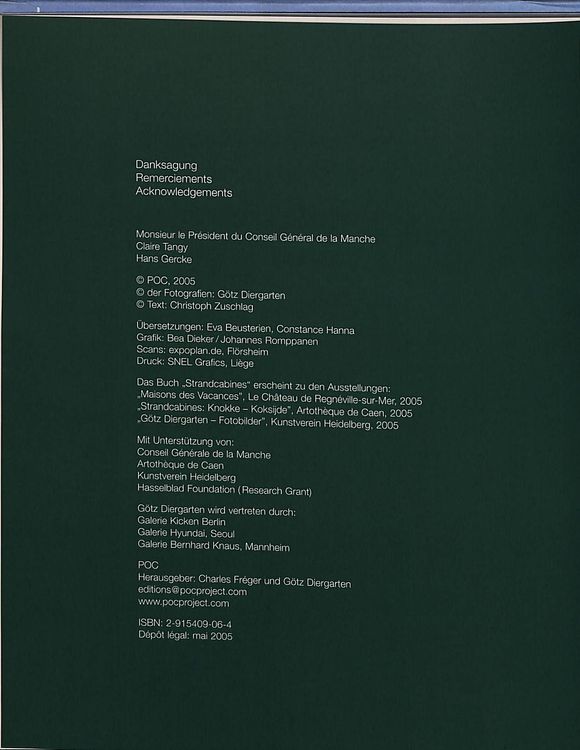 Danksagung
Remerciements
Acknowledgements
Monsieur le Président du Conseil Général de la Manche
Claire Tangy
Hans Gercke
© POC, 2005
© der Fotografien: Götz Diergarten
© Text: Christoph Zuschlag
Übersetzungen: Eva Beusterien, Constance Hanna
Grafik: Bea Dieker / Johannes Romppanen
Scans: expoplan.de, Flörsheim
Druck: SNEL Grafics, Liège
Das Buch „Strandcabines" erscheint zu den Ausstellungen:
„Maisons des Vacances", Le Château de Regnéville-sur-Mer, 2005
„Strandcabines: Knokke – Koksijde", Artothèque de Caen, 2005
„Götz Diergarten – Fotobilder", Kunstverein Heidelberg, 2005
Mit Unterstützung von:
Conseil Générale de la Manche
Artothèque de Caen
Kunstverein Heidelberg
Hasselblad Foundation (Research Grant)
Götz Diergarten wird vertreten durch:
Galerie Kicken Berlin
Galerie Hyundai, Seoul
Galerie Bernhard Knaus, Mannheim
POC
Herausgeber: Charles Fréger und Götz Diergarten
editions@pocproject.com
www.pocproject.com
ISBN: 2-915409-06-4
Dépôt légal: mai 2005